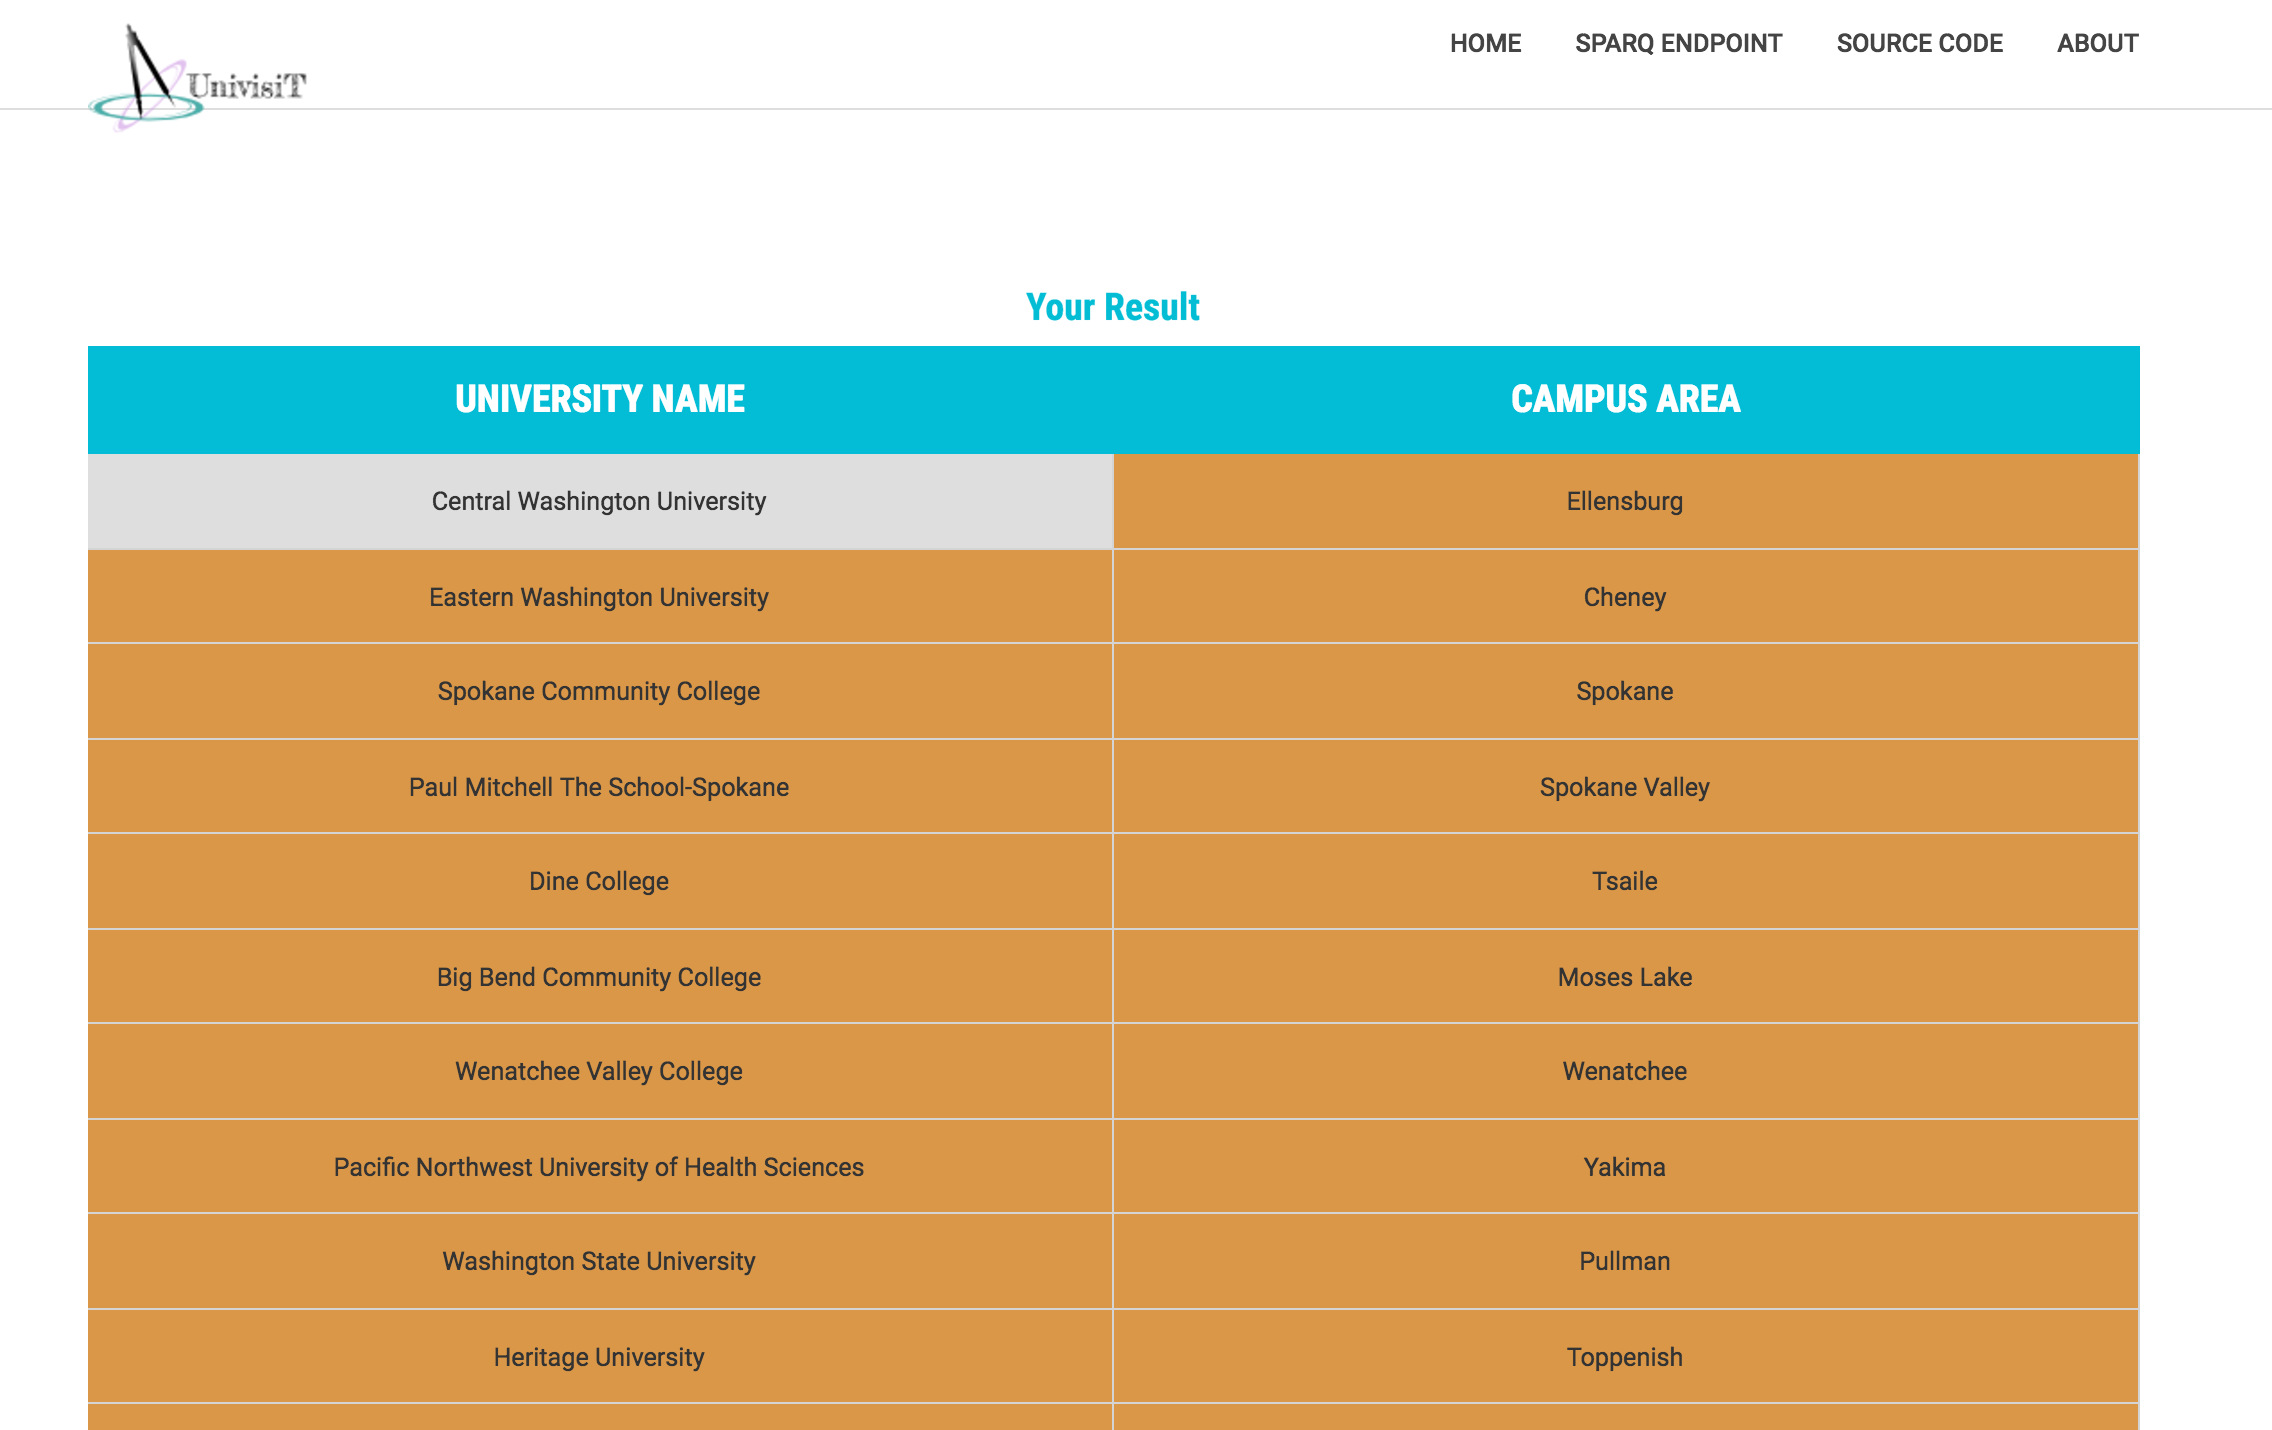 UnivisiT
HOME SPARQ ENDPOINT SOURCE CODE ABOUT
Your Result
UNIVERSITY NAME CAMPUS AREA
Central Washington University Ellensburg
Eastern Washington University Cheney
Spokane Community College Spokane
Paul Mitchell The School-Spokane Spokane Valley
Dine College Tsaile
Big Bend Community College Moses Lake
Wenatchee Valley College Wenatchee
Pacific Northwest University of Health Sciences Yakima
Washington State University Pullman
Heritage University Toppenish